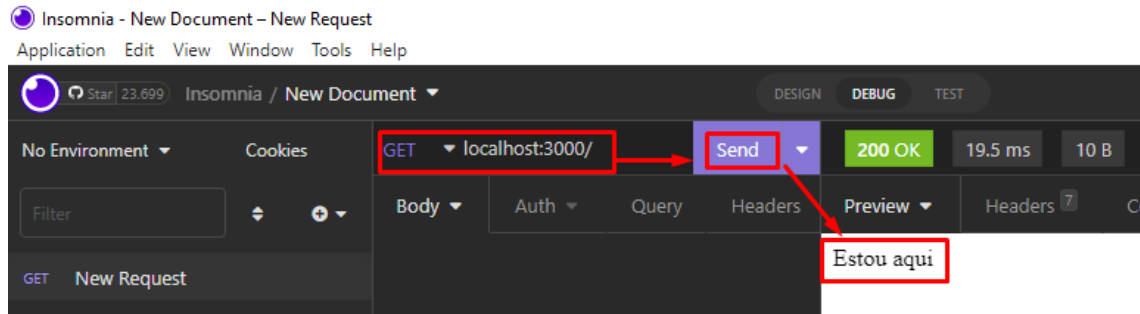 Insomnia - New Document – New Request
Application Edit View Window Tools Help
Star 23.699 Insomnia / New Document DESIGN DEBUG TEST
No Environment Cookies GET localhost:3000/ Send 200 OK 19.5 ms 10 B
Filter Body Auth Query Headers Preview Headers 7 C
Estou aqui
GET New Request